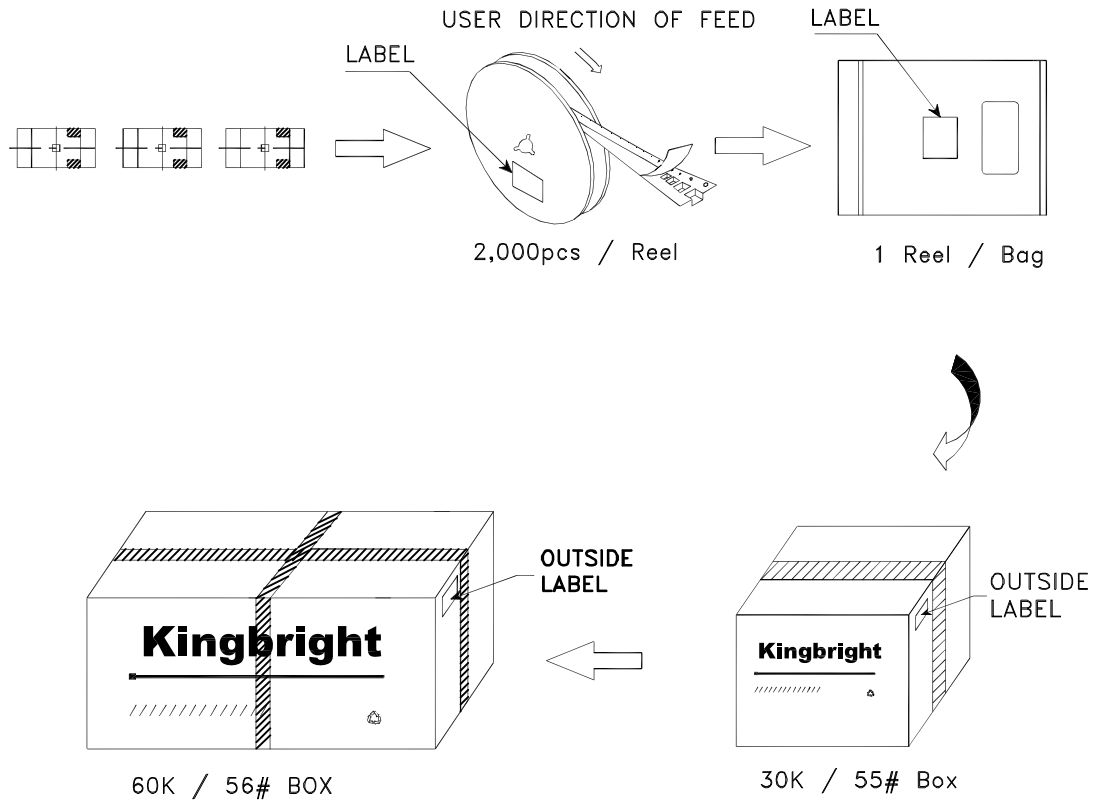 USER DIRECTION OF FEED
LABEL
LABEL
2,000pcs / Reel
1 Reel / Bag
OUTSIDE
LABEL
OUTSIDE
LABEL
Kingbright
Kingbright
60K / 56# BOX
30K / 55# Box